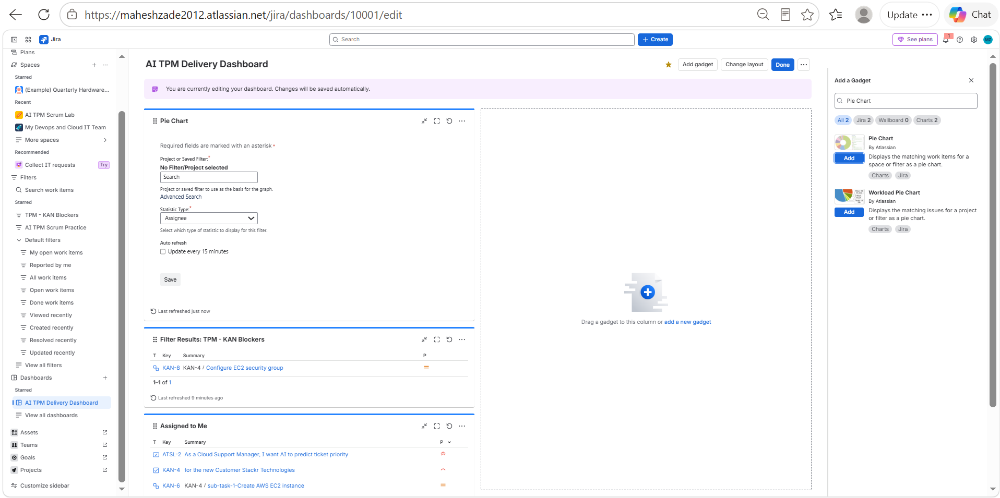 https://maheshzade2012.atlassian.net/jira/dashboards/10001/edit
Update
Chat
Jira
Search
Create
See plans
1
MZ
Plans
Spaces
Starred
(Example) Quarterly Hardware...
Recent
AI TPM Scrum Lab
My Devops and Cloud IT Team
More spaces
Recommended
Collect IT requests Try
Filters
Search work items
Starred
TPM - KAN Blockers
AI TPM Scrum Practice
Default filters
My open work items
Reported by me
All work items
Open work items
Done work items
Viewed recently
Created recently
Resolved recently
Updated recently
View all filters
Dashboards
Starred
AI TPM Delivery Dashboard
View all dashboards
Assets
Teams
Goals
Projects
Customize sidebar
AI TPM Delivery Dashboard
Add gadget
Change layout
Done
You are currently editing your dashboard. Changes will be saved automatically.
Pie Chart
Required fields are marked with an asterisk *
Project or Saved Filter:*
No Filter/Project selected
Search
Project or saved filter to use as the basis for the graph.
Advanced Search
Statistic Type:*
Assignee
Select which type of statistic to display for this filter.
Auto refresh
Update every 15 minutes
Save
Last refreshed just now
Filter Results: TPM - KAN Blockers
T Key Summary P
KAN-8 KAN-4 / Configure EC2 security group
1–1 of 1
Last refreshed 9 minutes ago
Assigned to Me
T Key Summary P
ATSL-2 As a Cloud Support Manager, I want AI to predict ticket priority
KAN-4 for the new Customer Stackr Technologies
KAN-6 KAN-4 / sub-task-1-Create AWS EC2 instance
Drag a gadget to this column or add a new gadget
Add a Gadget
Pie Chart
All 2 Jira 2 Wallboard 0 Charts 2
Pie Chart
By Atlassian
Add
Displays the matching work items for a
space or filter as a pie chart.
Charts Jira
Workload Pie Chart
By Atlassian
Add
Displays the matching issues for a project
or filter as a pie chart.
Charts Jira